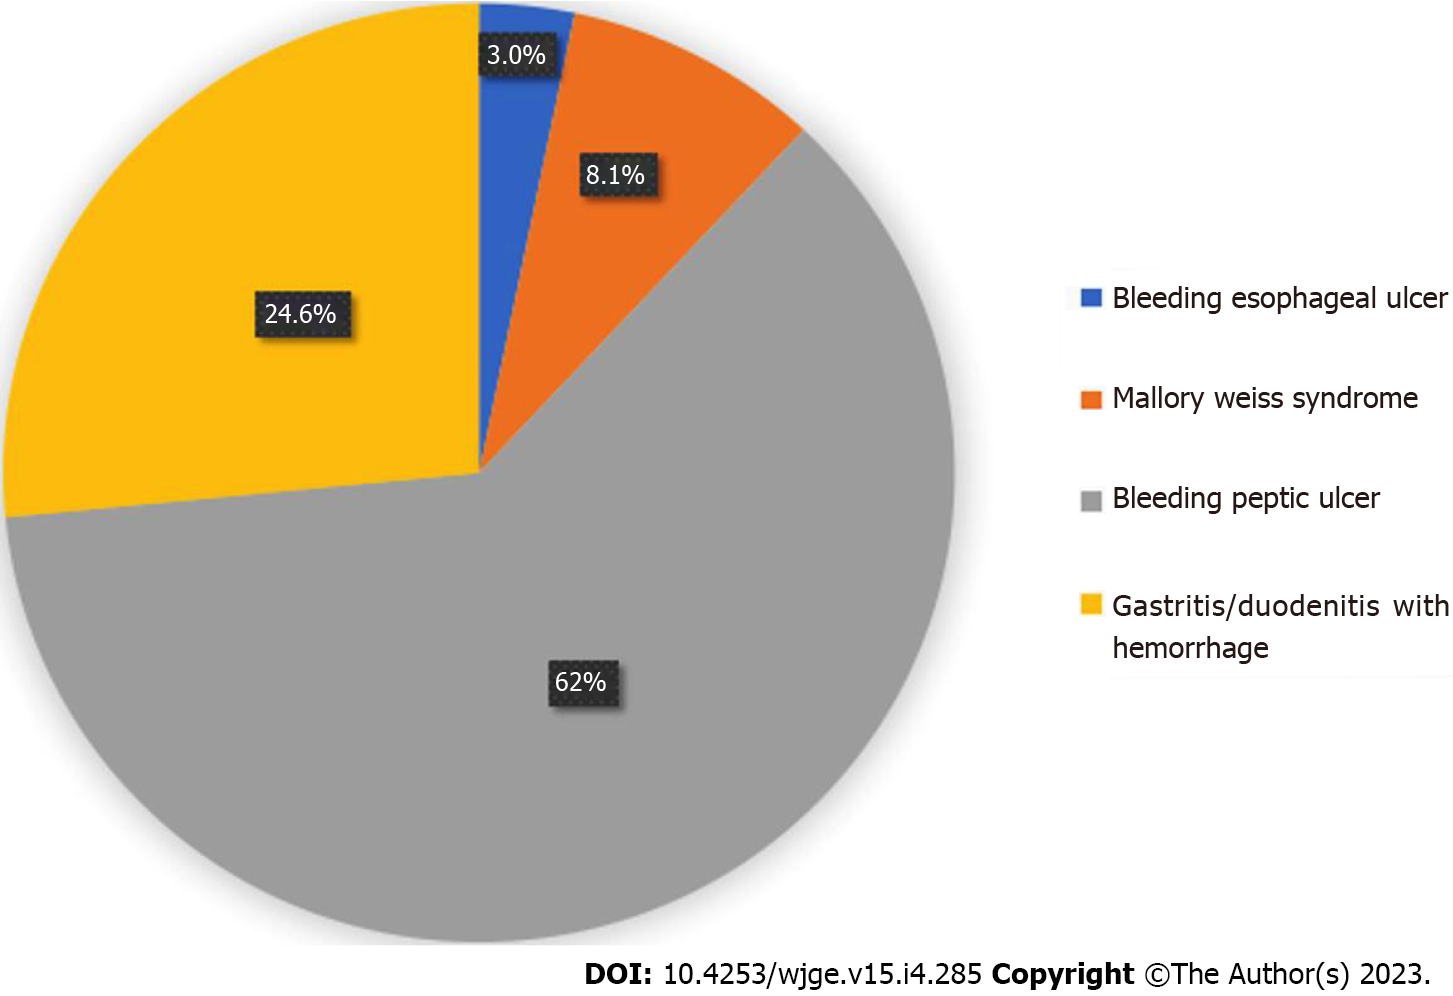 3.0%
8.1%
24.6%
62%
Bleeding esophageal ulcer
Mallory weiss syndrome
Bleeding peptic ulcer
Gastritis/duodenitis with
hemorrhage
DOI: 10.4253/wjge.v15.i4.285 Copyright ©The Author(s) 2023.